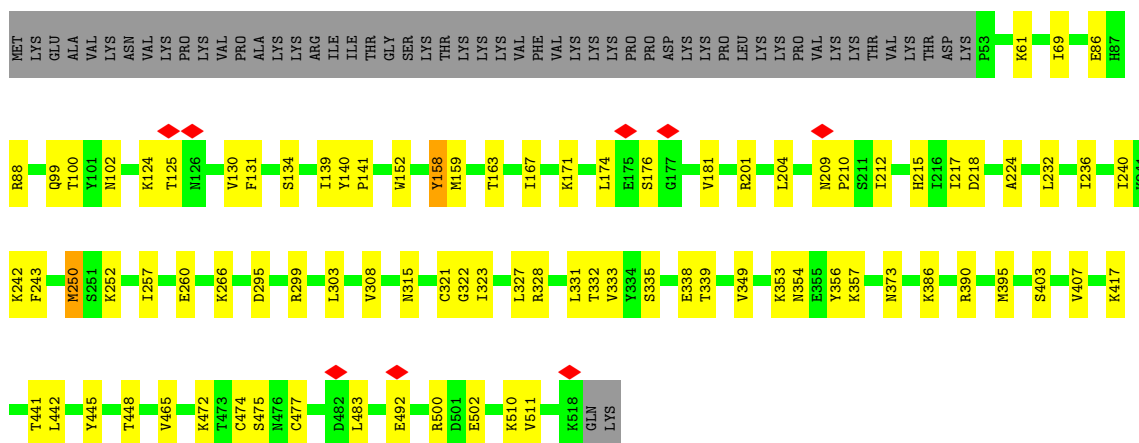 MET LYS GLU ALA VAL LYS ASN VAL LYS PRO LYS VAL PRO ALA LYS LYS ARG ILE ILE THR GLY SER LYS THR LYS LYS LYS VAL PHE VAL LYS LYS LYS PRO PRO ASP LYS LYS PRO LEU LYS LYS PRO VAL LYS LYS THR VAL LYS THR ASP LYS P53 K61 I69 E86 H87
R88 Q99 T100 Y101 N102 K124 T125 N126 V130 F131 S134 I139 Y140 P141 W152 Y158 M159 T163 I167 K171 L174 E175 S176 G177 V181 R201 L204 N209 P210 S211 I212 H215 I216 I217 D218 A224 L232 I236 I240
K242 F243 M250 S251 K252 I257 E260 K266 D295 R299 L303 V308 N315 C321 G322 I323 L327 R328 L331 T332 V333 Y334 S335 E338 T339 V349 K353 N354 E355 Y356 K357 N373 K386 R390 M395 S403 V407 K417
T441 L442 Y445 T448 V465 K472 T473 C474 S475 N476 C477 D482 L483 E492 R500 D501 E502 K510 V511 K518 GLN LYS